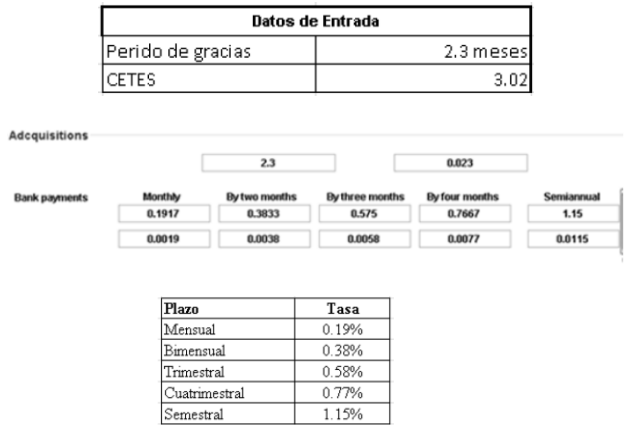 Datos de Entrada
Perido de gracias 2.3 meses
CETES 3.02
Adcquisitions
2.3 0.023
Bank payments Monthly By two months By three months By four months Semiannual
0.1917 0.3833 0.575 0.7667 1.15
0.0019 0.0038 0.0058 0.0077 0.0115
Plazo Tasa
Mensual 0.19%
Bimensual 0.38%
Trimestral 0.58%
Cuatrimestral 0.77%
Semestral 1.15%